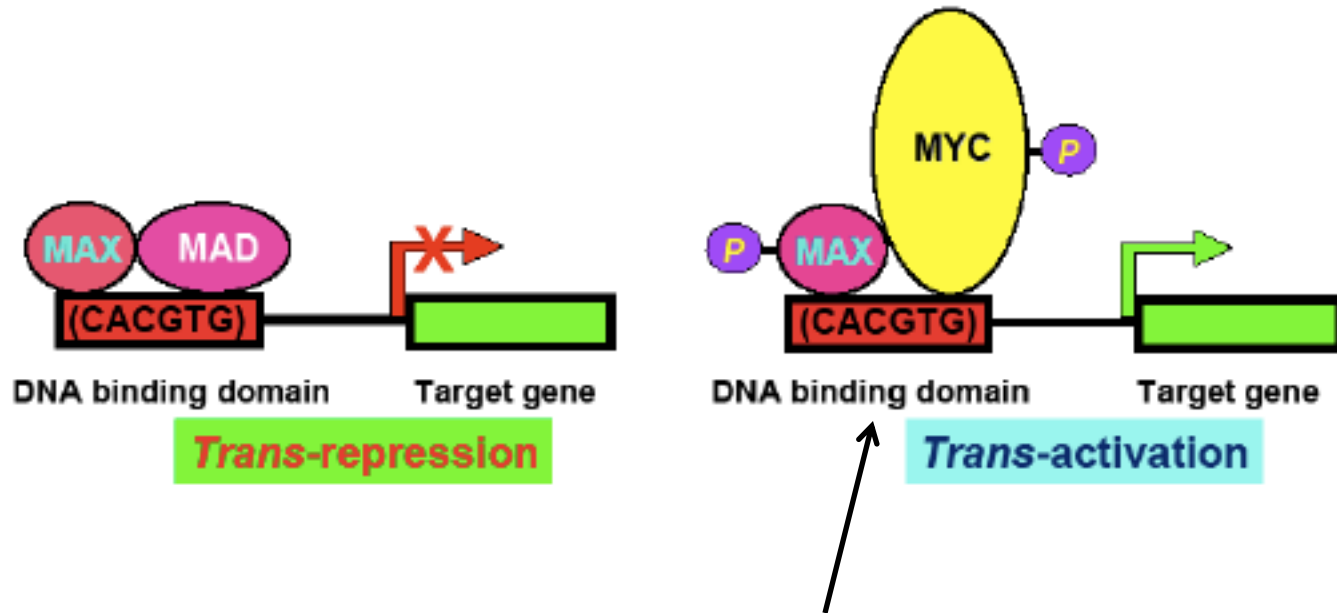 MYC
P
MAX MAD
X
P
MAX
(CACGTG)
(CACGTG)
DNA binding domain
Target gene
DNA binding domain
Target gene
Trans-repression
Trans-activation